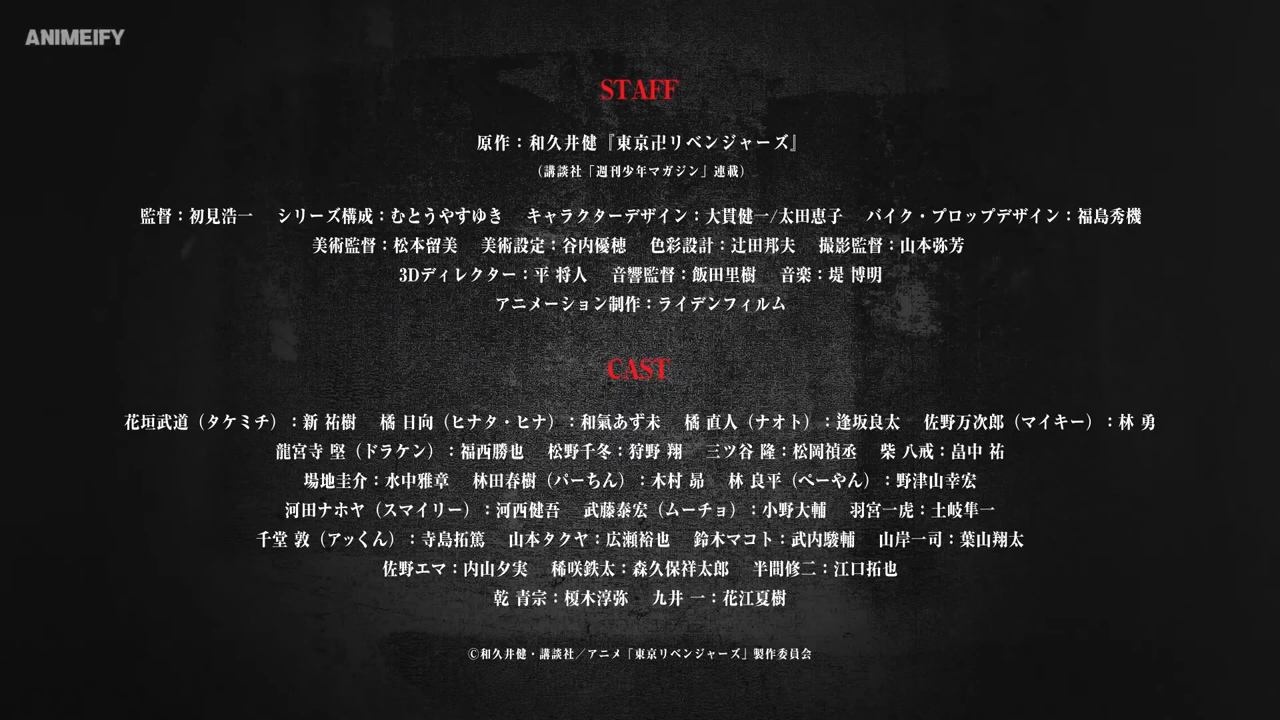 ANIMEIFY
STAFF
原作：和久井健『東京卍リベンジャーズ』
（講談社「週刊少年マガジン」連載）
監督：初見浩一　シリーズ構成：むとうやすゆき　キャラクターデザイン：大貫健一/太田恵子　バイク・プロップデザイン：福島秀機
美術監督：松本留美　美術設定：谷内優穂　色彩設計：辻田邦夫　撮影監督：山本弥芳
3Dディレクター：平 将人　音響監督：飯田里樹　音楽：堤 博明
アニメーション制作：ライデンフィルム
CAST
花垣武道（タケミチ）：新 祐樹　橘 日向（ヒナタ・ヒナ）：和氣あず未　橘 直人（ナオト）：逢坂良太　佐野万次郎（マイキー）：林 勇
龍宮寺 堅（ドラケン）：福西勝也　松野千冬：狩野 翔　三ツ谷 隆：松岡禎丞　柴 八戒：畠中 祐
場地圭介：水中雅章　林田春樹（パーちん）：木村 昴　林 良平（ぺーやん）：野津山幸宏
河田ナホヤ（スマイリー）：河西健吾　武藤泰宏（ムーチョ）：小野大輔　羽宮一虎：土岐隼一
千堂 敦（アッくん）：寺島拓篤　山本タクヤ：広瀬裕也　鈴木マコト：武内駿輔　山岸一司：葉山翔太
佐野エマ：内山夕実　稀咲鉄太：森久保祥太郎　半間修二：江口拓也
乾 青宗：榎木淳弥　九井 一：花江夏樹
©和久井健・講談社／アニメ「東京リベンジャーズ」製作委員会